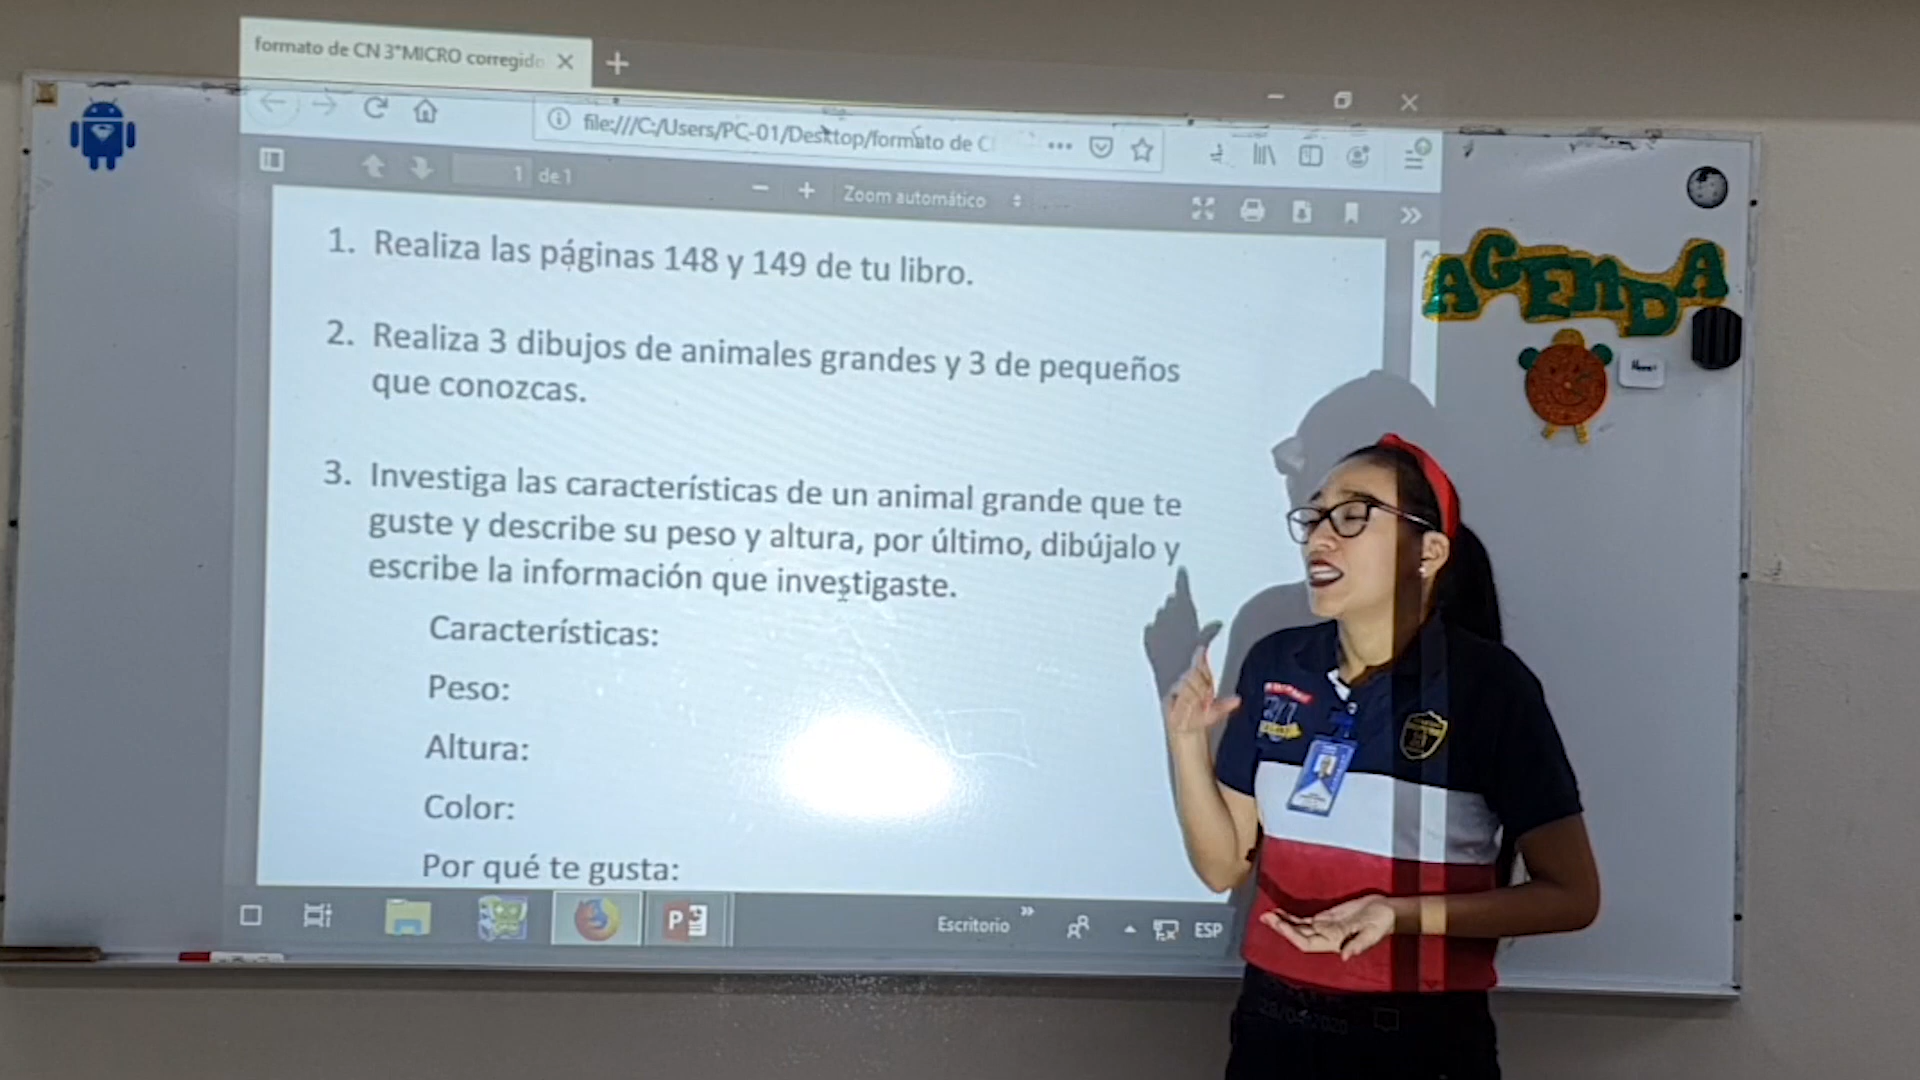 formato de CN 3°MICRO corregido
file:///C:/Users/PC-01/Desktop/formato de C
1 de 1
Zoom automático
1. Realiza las páginas 148 y 149 de tu libro.
2. Realiza 3 dibujos de animales grandes y 3 de pequeños
que conozcas.
3. Investiga las características de un animal grande que te
guste y describe su peso y altura, por último, dibújalo y
escribe la información que investigaste.
Características:
Peso:
Altura:
Color:
Por qué te gusta:
AGENDA
Escritorio
ESP
28/04/2020